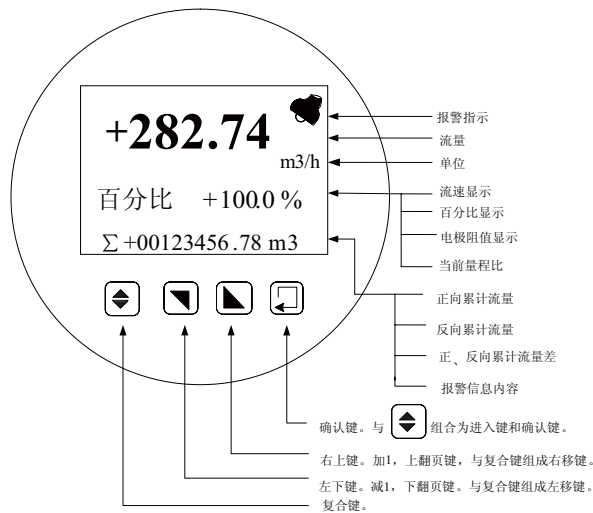 +282.74
m3/h
百分比 +100.0 %
∑+00123456.78 m3
报警指示
流量
单位
流速显示
百分比显示
电极阻值显示
当前量程比
正向累计流量
反向累计流量
正、反向累计流量差
报警信息内容
确认键。与 组合为进入键和确认键。
右上键。加1，上翻页键，与复合键组成右移键。
左下键。减1，下翻页键。与复合键组成左移键。
复合键。